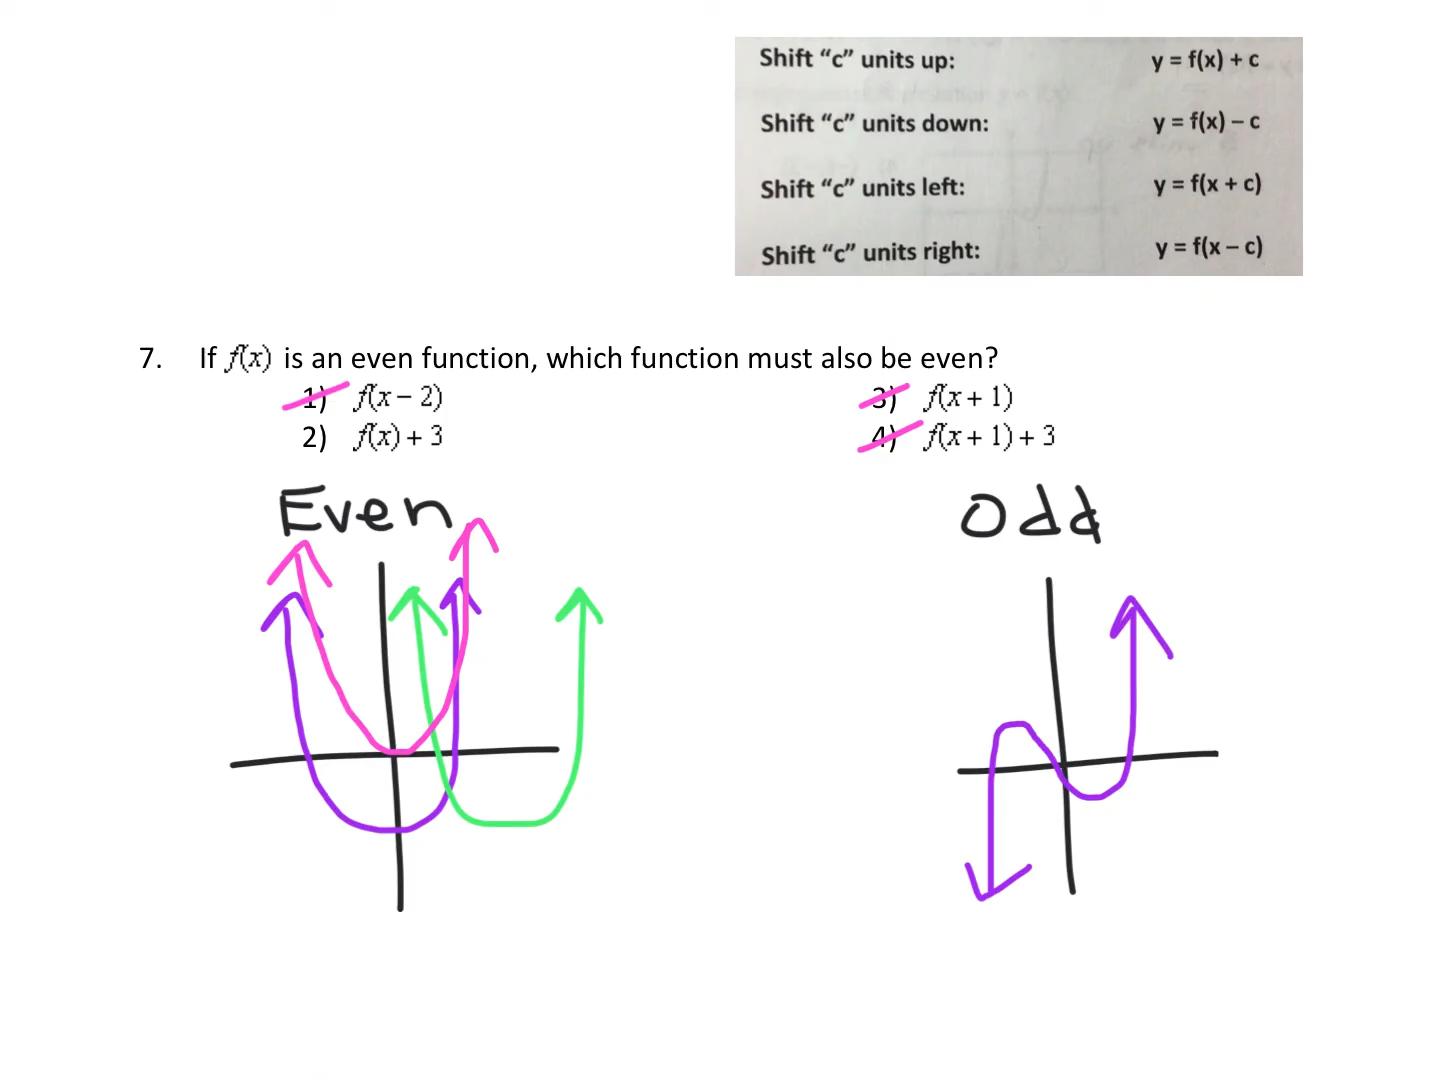 Shift “c” units up: y = f(x) + c
Shift “c” units down: y = f(x) – c
Shift “c” units left: y = f(x + c)
Shift “c” units right: y = f(x – c)
7. If f(x) is an even function, which function must also be even?
1) f(x − 2) 3) f(x + 1)
2) f(x) + 3 4) f(x + 1) + 3
Even Odd